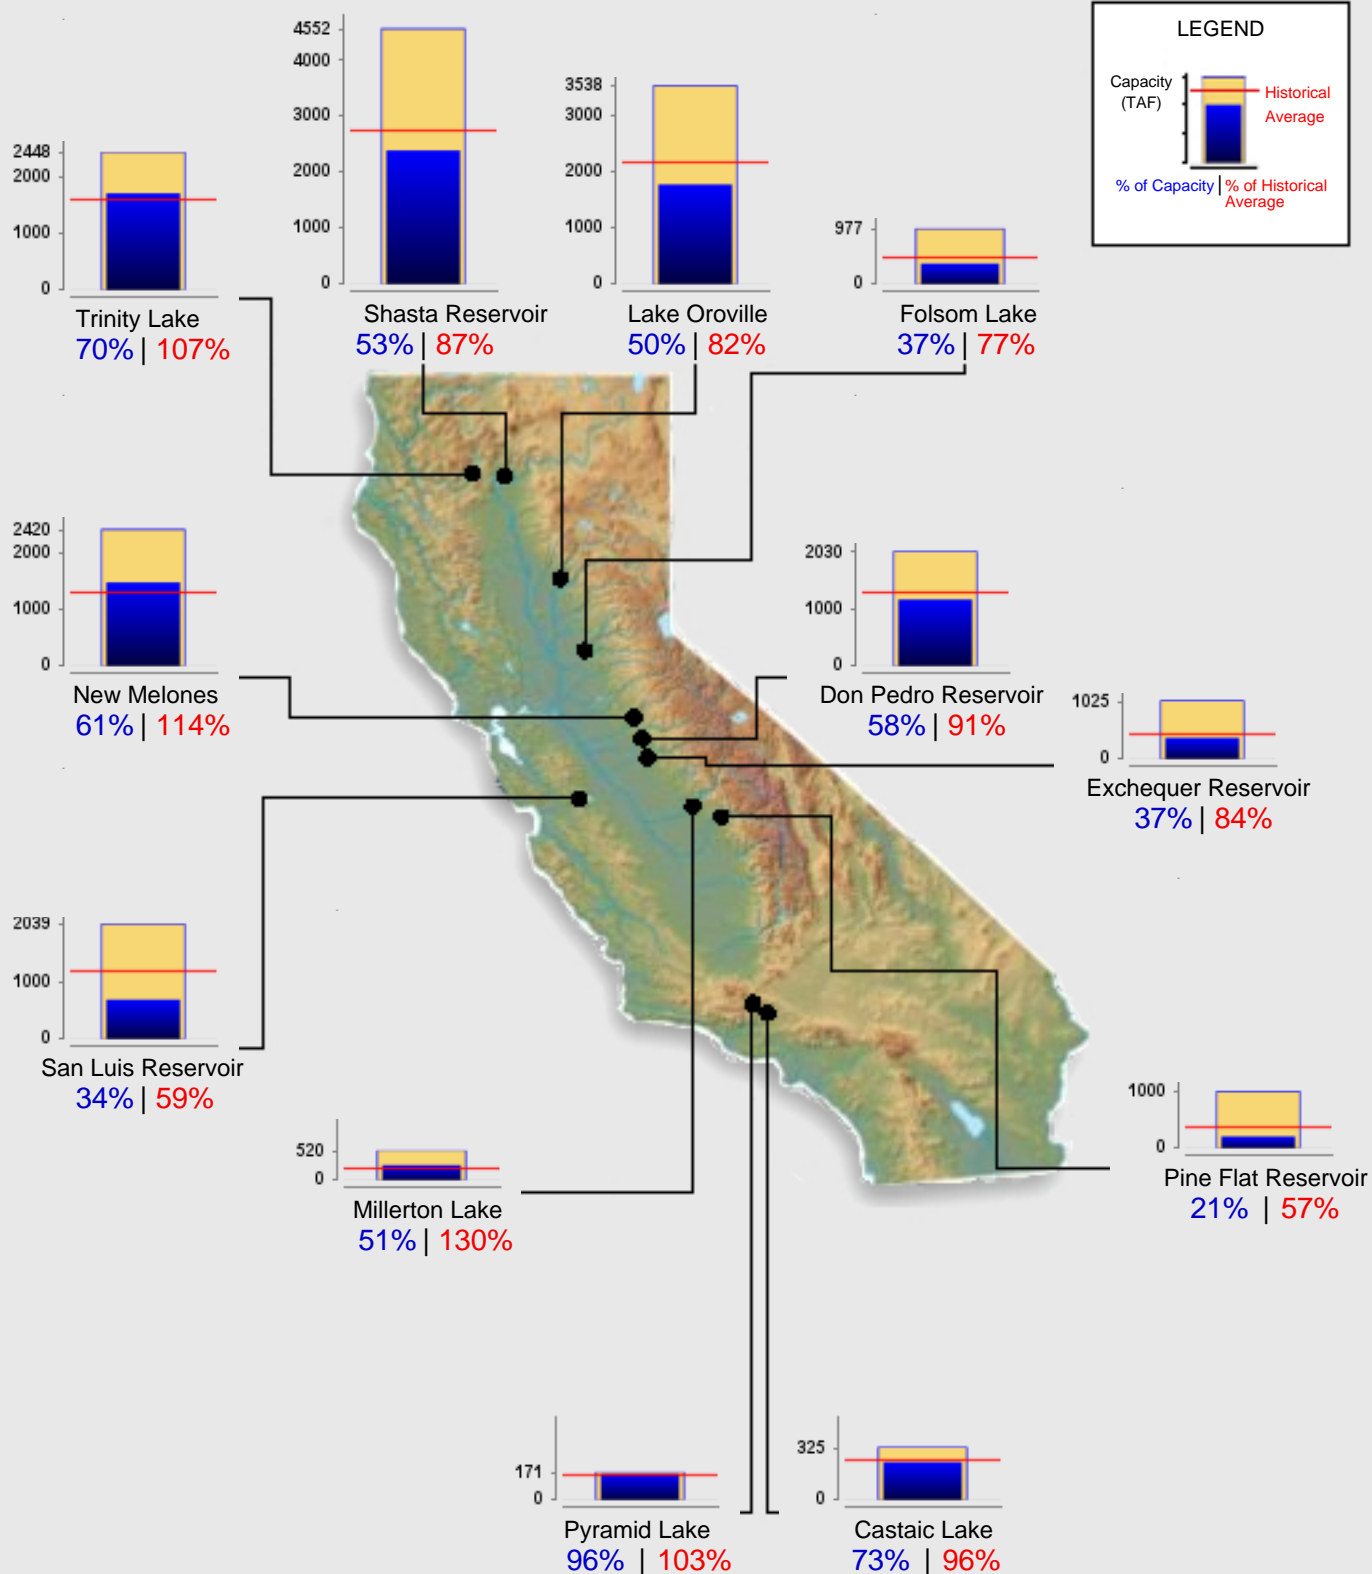 LEGEND
Capacity
(TAF)
Historical
Average
% of Capacity | % of Historical
Average
4552
4000
3000
2000
1000
0
Shasta Reservoir
53% | 87%
3538
3000
2000
1000
0
Lake Oroville
50% | 82%
2448
2000
1000
0
Trinity Lake
70% | 107%
977
0
Folsom Lake
37% | 77%
2420
2000
1000
0
New Melones
61% | 114%
2030
1000
0
Don Pedro Reservoir
58% | 91%
1025
0
Exchequer Reservoir
37% | 84%
2039
1000
0
San Luis Reservoir
34% | 59%
520
0
Millerton Lake
51% | 130%
1000
0
Pine Flat Reservoir
21% | 57%
171
0
Pyramid Lake
96% | 103%
325
0
Castaic Lake
73% | 96%